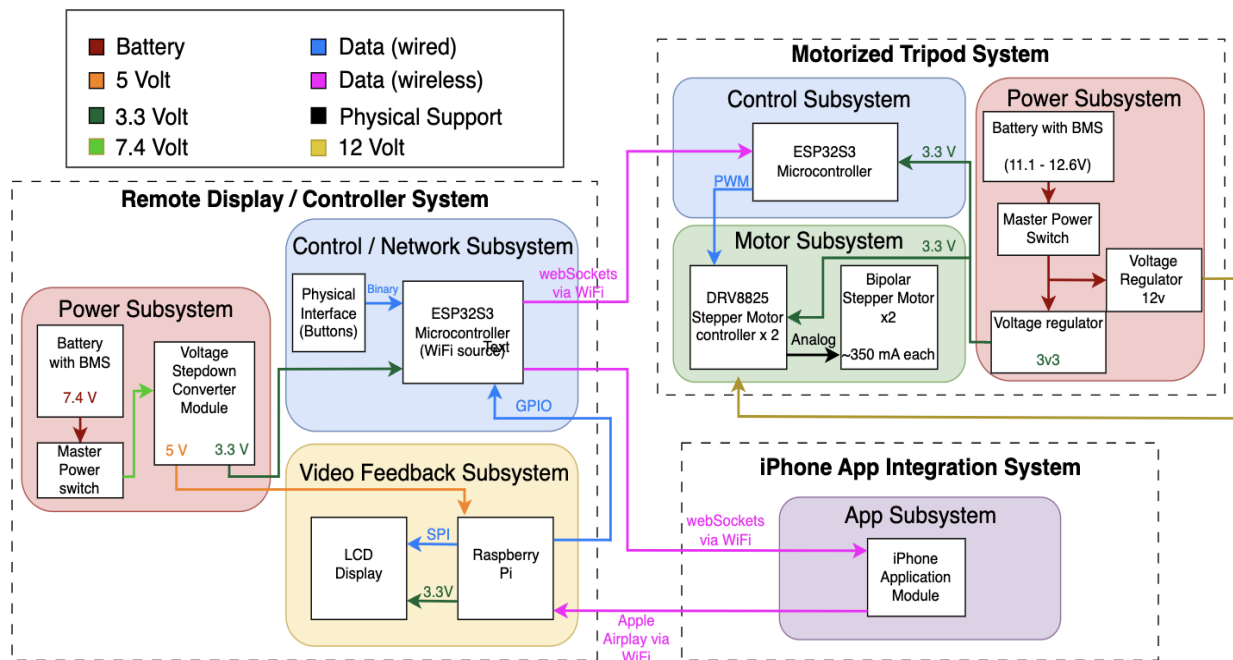 Battery
5 Volt
3.3 Volt
7.4 Volt
Data (wired)
Data (wireless)
Physical Support
12 Volt
Remote Display / Controller System
Power Subsystem
Battery
with BMS
7.4 V
Master
Power
switch
Voltage
Stepdown
Converter
Module
5 V
3.3 V
Control / Network Subsystem
Physical
Interface
(Buttons)
Binary
ESP32S3
Microcontroller
(WiFi source)
Text
GPIO
Video Feedback Subsystem
LCD
Display
SPI
3.3V
Raspberry
Pi
webSockets
via WiFi
Motorized Tripod System
Control Subsystem
ESP32S3
Microcontroller
PWM
3.3 V
Motor Subsystem
3.3 V
DRV8825
Stepper Motor
controller x 2
Analog
Bipolar
Stepper Motor
x2
~350 mA each
Power Subsystem
Battery with BMS
(11.1 - 12.6V)
Master Power
Switch
Voltage
Regulator
12v
Voltage regulator
3v3
iPhone App Integration System
App Subsystem
iPhone
Application
Module
webSockets
via WiFi
Apple
Airplay via
WiFi